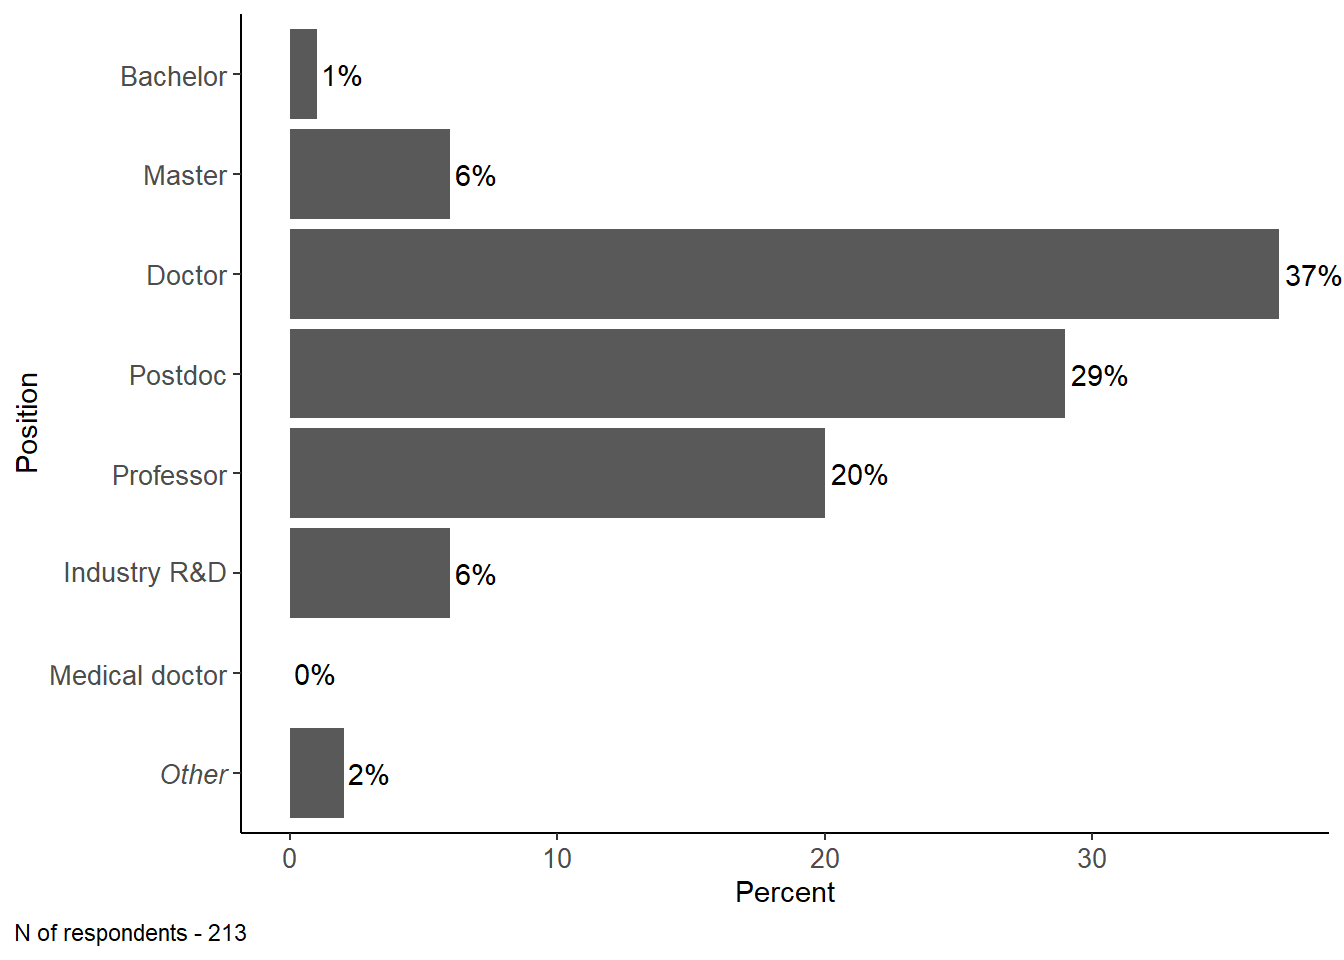 Bachelor 1%
Master 6%
Doctor 37%
Postdoc 29%
Professor 20%
Industry R&D 6%
Medical doctor 0%
Other 2%
Position
0 10 20 30
Percent
N of respondents - 213